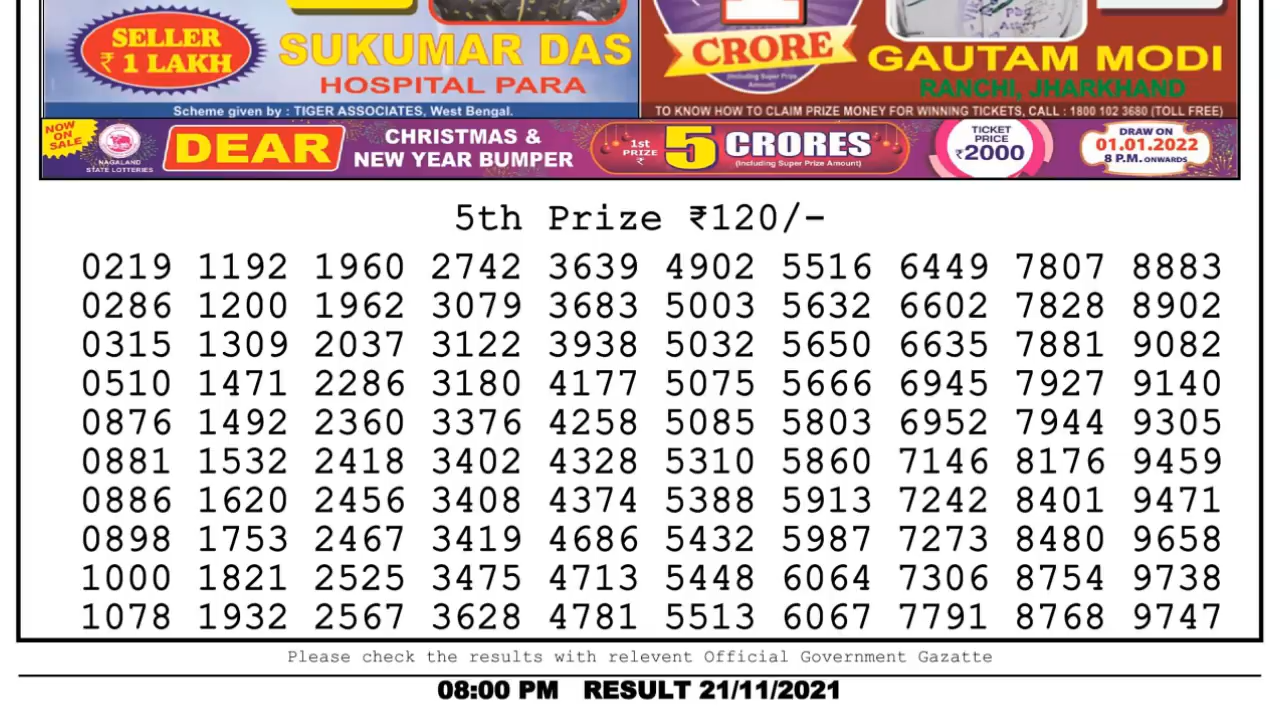 SELLER
₹ 1 LAKH
SUKUMAR DAS
HOSPITAL PARA
Scheme given by : TIGER ASSOCIATES, West Bengal.
CRORE
(Including Super Prize
Amount)
GAUTAM MODI
RANCHI, JHARKHAND
TO KNOW HOW TO CLAIM PRIZE MONEY FOR WINNING TICKETS, CALL : 1800 102 3680 (TOLL FREE)
NOW
ON
SALE
NAGALAND
STATE LOTTERIES
DEAR
CHRISTMAS &
NEW YEAR BUMPER
1st
PRIZE
₹
5 CRORES
(Including Super Prize Amount)
TICKET
PRICE
₹2000
DRAW ON
01.01.2022
8 P.M. ONWARDS
5th Prize ₹120/-
0219 1192 1960 2742 3639 4902 5516 6449 7807 8883
0286 1200 1962 3079 3683 5003 5632 6602 7828 8902
0315 1309 2037 3122 3938 5032 5650 6635 7881 9082
0510 1471 2286 3180 4177 5075 5666 6945 7927 9140
0876 1492 2360 3376 4258 5085 5803 6952 7944 9305
0881 1532 2418 3402 4328 5310 5860 7146 8176 9459
0886 1620 2456 3408 4374 5388 5913 7242 8401 9471
0898 1753 2467 3419 4686 5432 5987 7273 8480 9658
1000 1821 2525 3475 4713 5448 6064 7306 8754 9738
1078 1932 2567 3628 4781 5513 6067 7791 8768 9747
Please check the results with relevent Official Government Gazatte
08:00 PM RESULT 21/11/2021